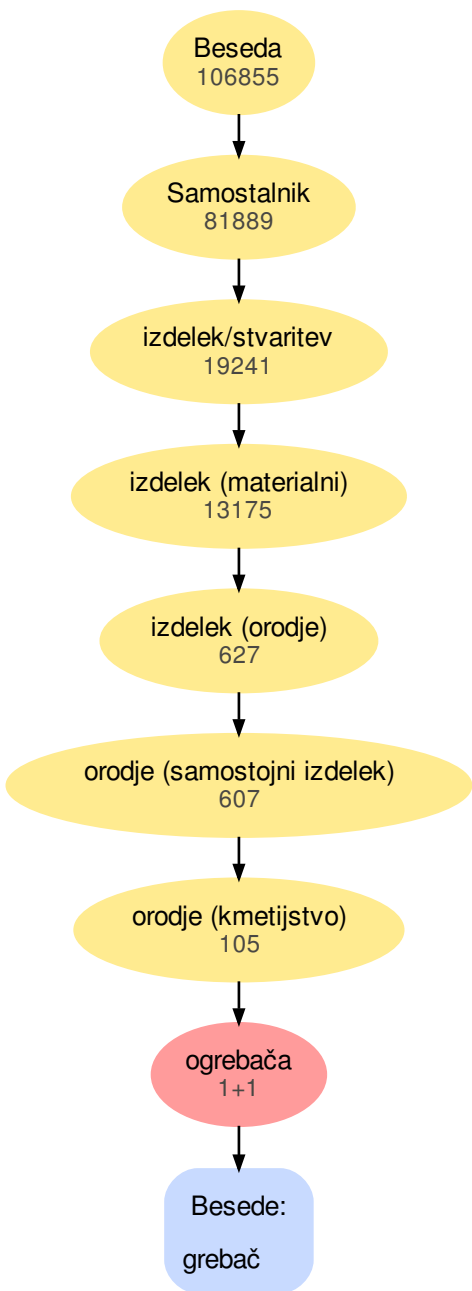 Beseda
106855
Samostalnik
81889
izdelek/stvaritev
19241
izdelek (materialni)
13175
izdelek (orodje)
627
orodje (samostojni izdelek)
607
orodje (kmetijstvo)
105
ogrebača
1+1
Besede:
grebač